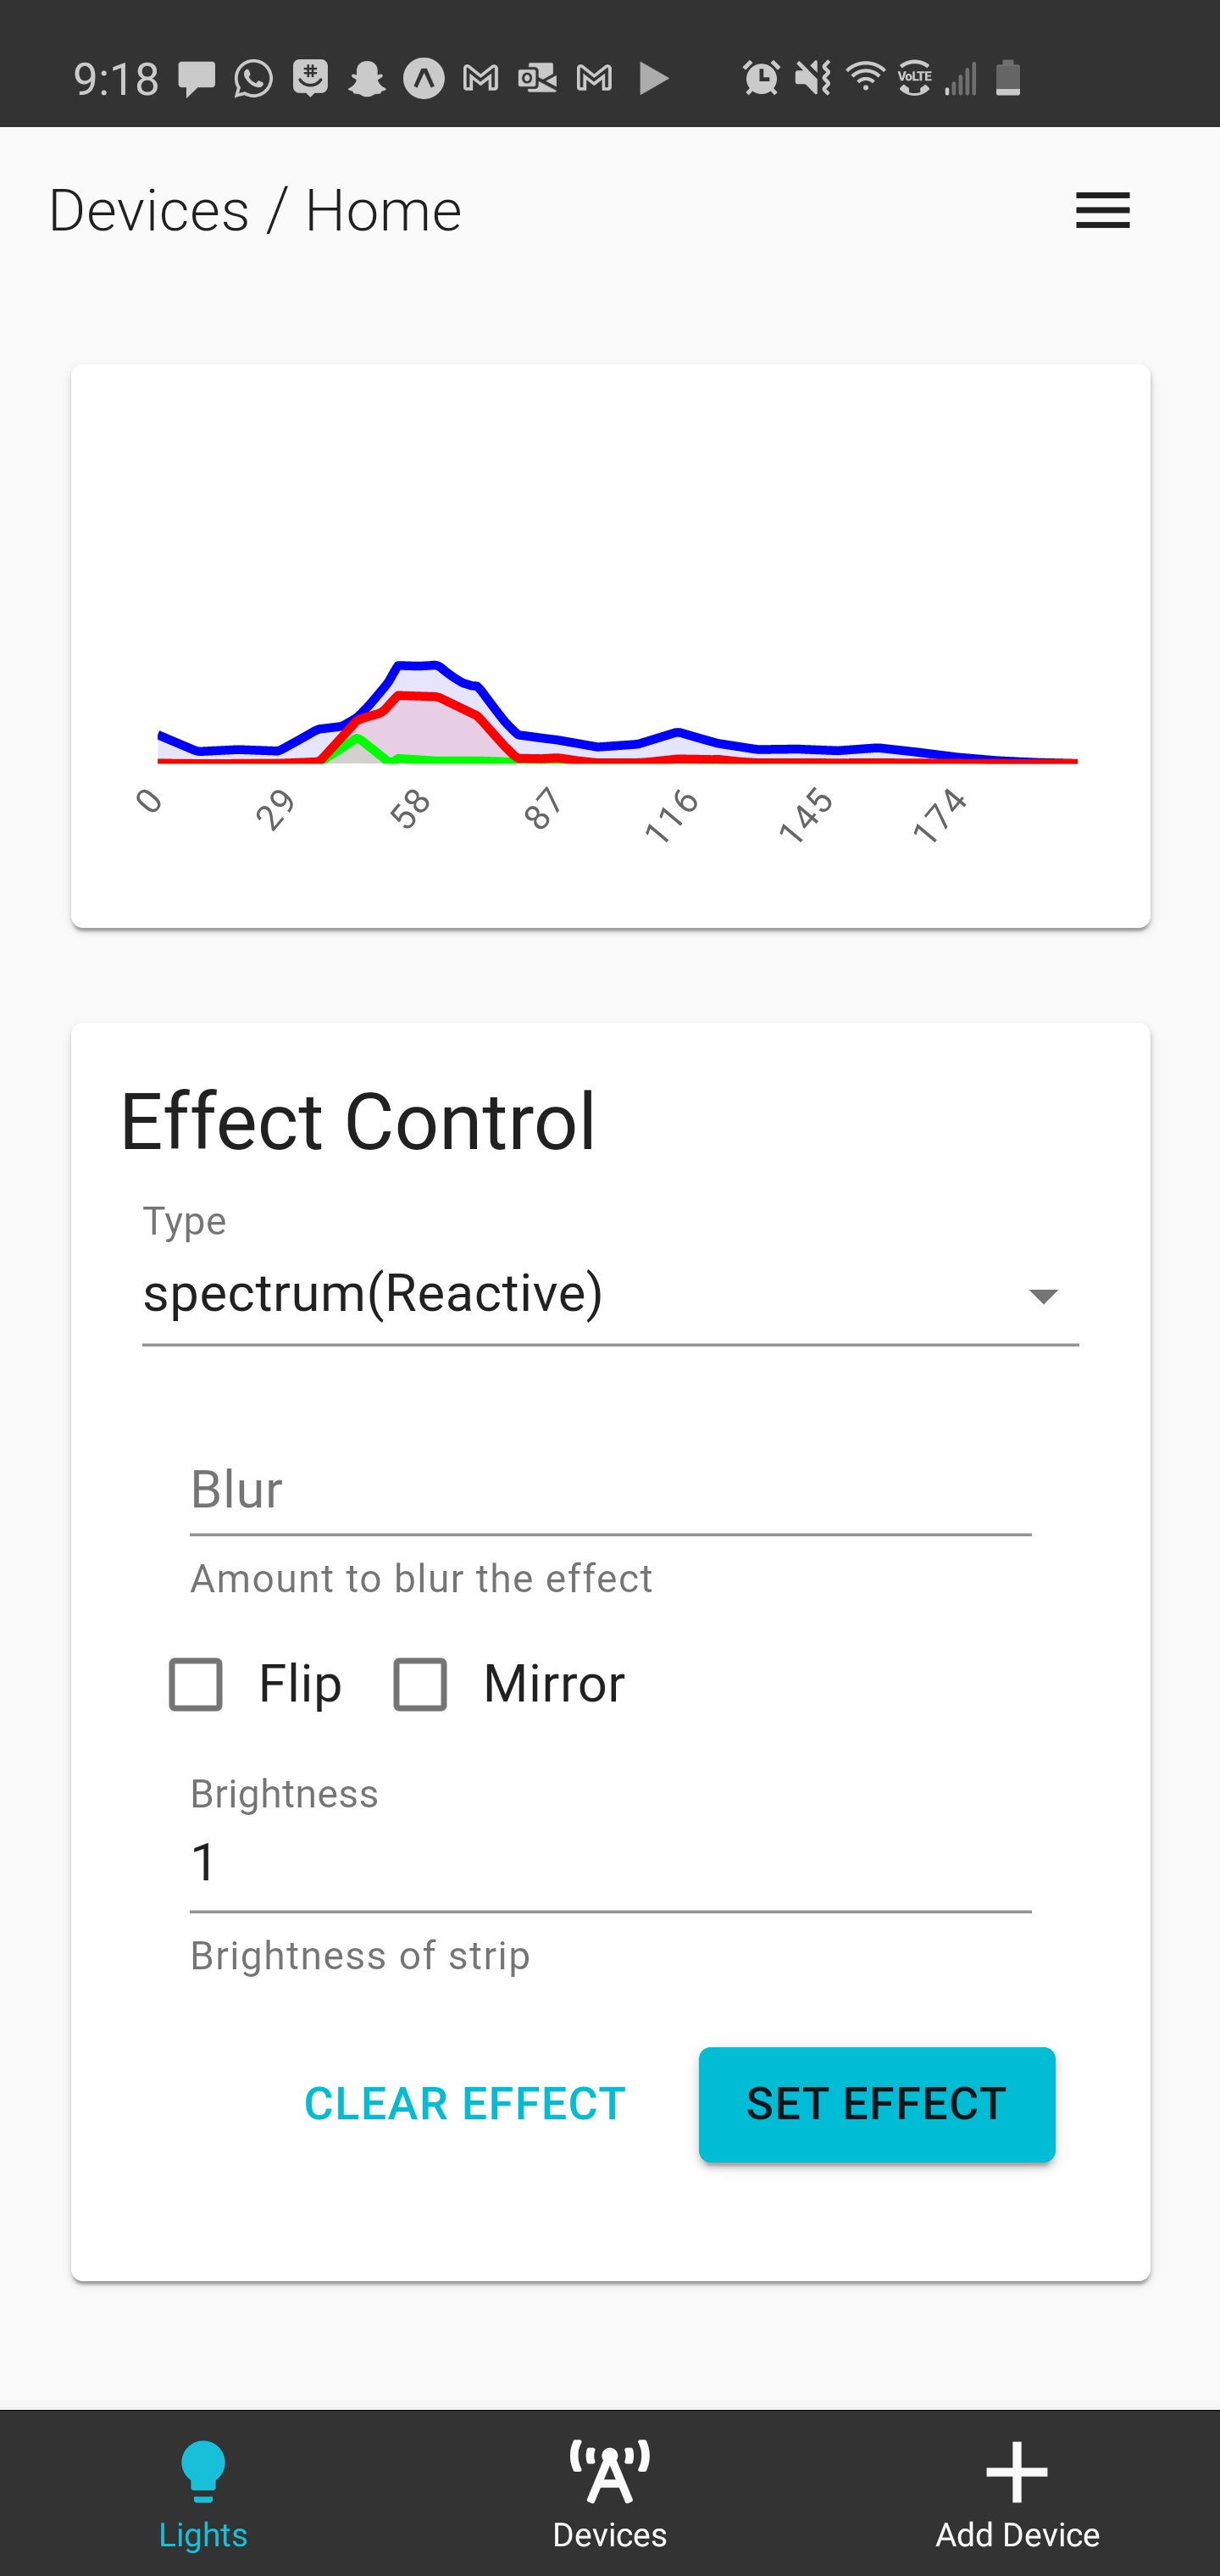 9:18
VoLTE
Devices / Home
0 29 58 87 116 145 174
Effect Control
Type
spectrum(Reactive)
Blur
Amount to blur the effect
Flip Mirror
Brightness
1
Brightness of strip
CLEAR EFFECT SET EFFECT
Lights Devices Add Device